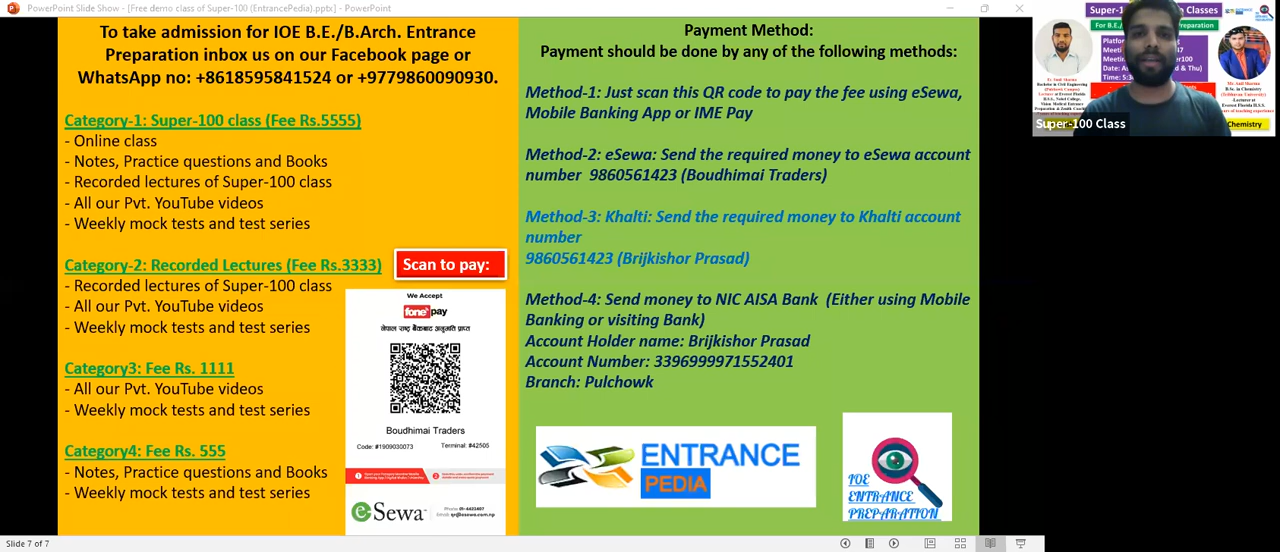 PowerPoint Slide Show - [Free demo class of Super-100 (EntrancePedia).pptx] - PowerPoint
To take admission for IOE B.E./B.Arch. Entrance
Preparation inbox us on our Facebook page or
WhatsApp no: +8618595841524 or +9779860090930.
Category-1: Super-100 class (Fee Rs.5555)
- Online class
- Notes, Practice questions and Books
- Recorded lectures of Super-100 class
- All our Pvt. YouTube videos
- Weekly mock tests and test series
Category-2: Recorded Lectures (Fee Rs.3333)
- Recorded lectures of Super-100 class
- All our Pvt. YouTube videos
- Weekly mock tests and test series
Category3: Fee Rs. 1111
- All our Pvt. YouTube videos
- Weekly mock tests and test series
Category4: Fee Rs. 555
- Notes, Practice questions and Books
- Weekly mock tests and test series
Scan to pay:
We Accept
fonepay
नेपाल राष्ट्र बैंकबाट अनुमति प्राप्त
Boudhimai Traders
Code: #1909030073 Terminal: #42505
eSewa
Payment Method:
Payment should be done by any of the following methods:
Method-1: Just scan this QR code to pay the fee using eSewa,
Mobile Banking App or IME Pay
Method-2: eSewa: Send the required money to eSewa account
number 9860561423 (Boudhimai Traders)
Method-3: Khalti: Send the required money to Khalti account
number
9860561423 (Brijkishor Prasad)
Method-4: Send money to NIC AISA Bank (Either using Mobile
Banking or visiting Bank)
Account Holder name: Brijkishor Prasad
Account Number: 3396999971552401
Branch: Pulchowk
ENTRANCE
PEDIA
IOE
ENTRANCE
PREPARATION
Super-100 Class
Chemistry
Slide 7 of 7